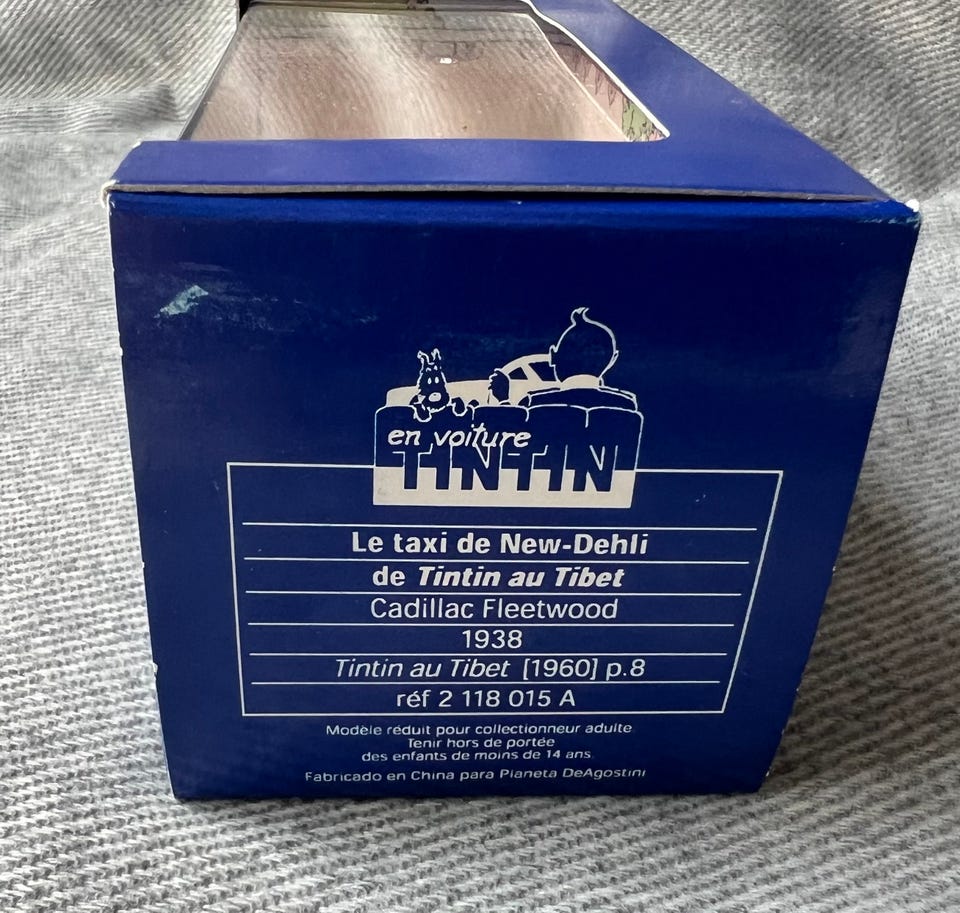 en voiture
TINTIN
Le taxi de New-Dehli
de Tintin au Tibet
Cadillac Fleetwood
1938
Tintin au Tibet [1960] p.8
réf 2 118 015 A
Modèle réduit pour collectionneur adulte
Tenir hors de portée
des enfants de moins de 14 ans.
Fabricado en China para Planeta DeAgostini